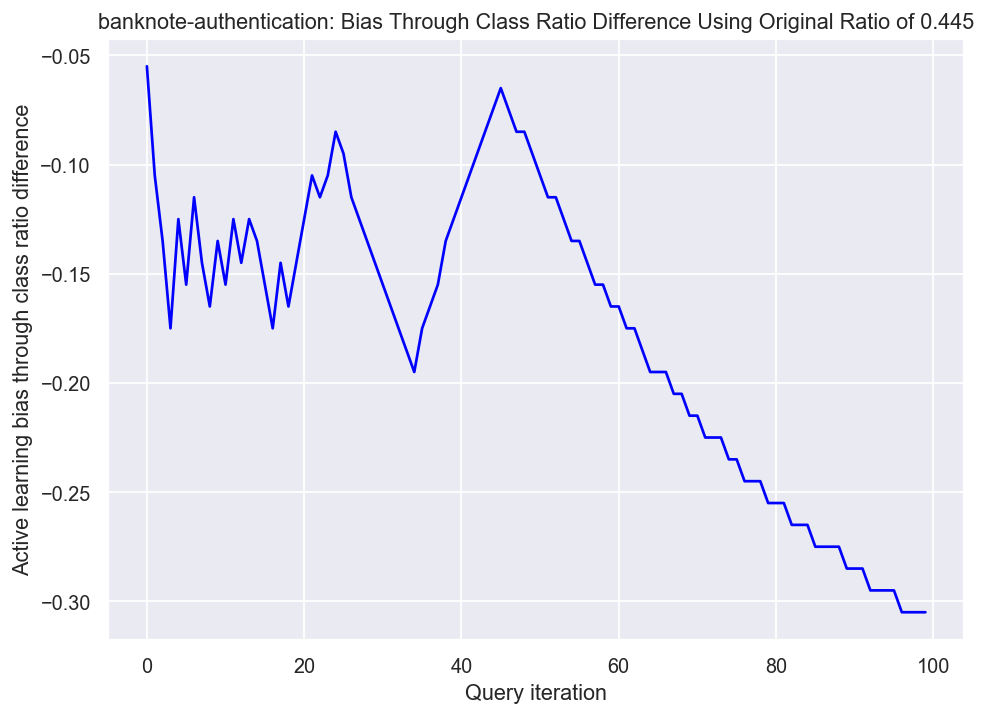 banknote-authentication: Bias Through Class Ratio Difference Using Original Ratio of 0.445
Active learning bias through class ratio difference
−0.05
−0.10
−0.15
−0.20
−0.25
−0.30
0 20 40 60 80 100
Query iteration